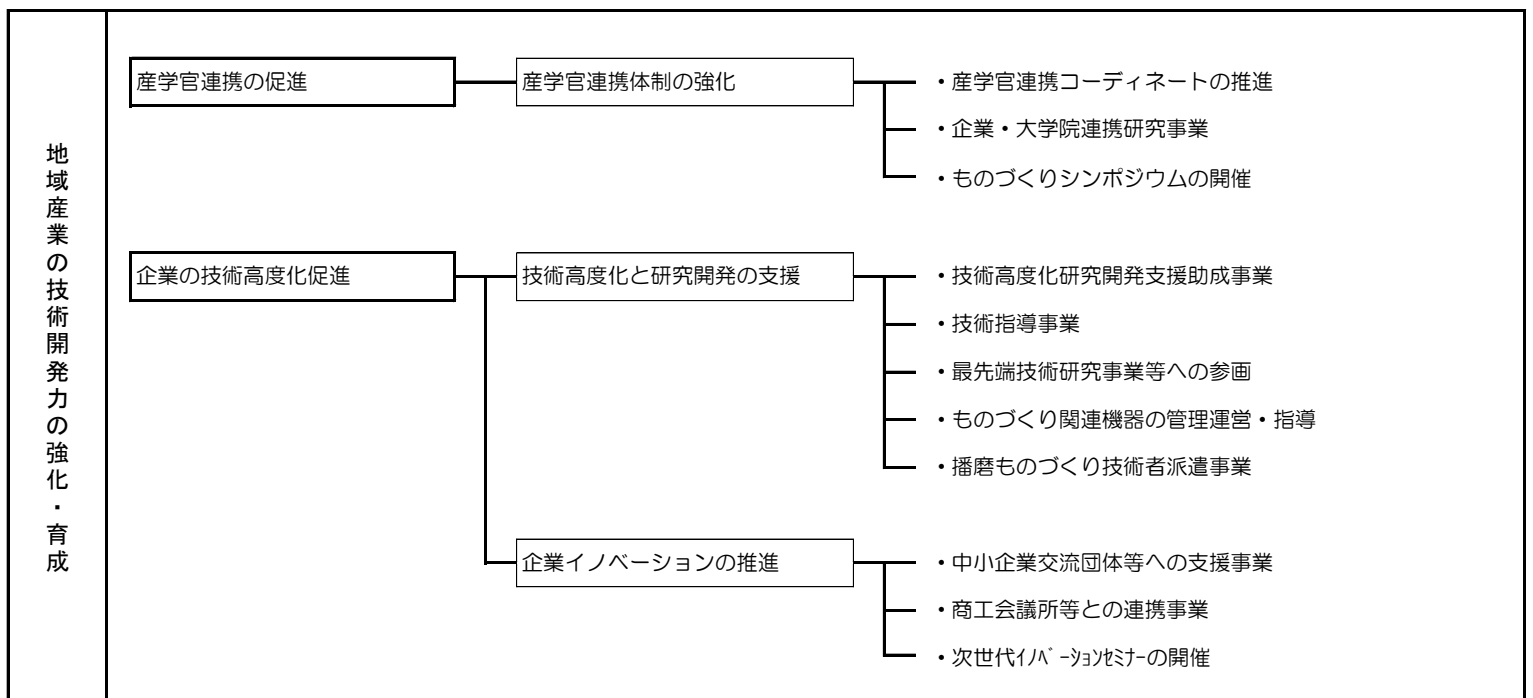 地域産業の技術開発力の強化・育成
産学官連携の促進
産学官連携体制の強化
・産学官連携コーディネートの推進
・企業・大学院連携研究事業
・ものづくりシンポジウムの開催
企業の技術高度化促進
技術高度化と研究開発の支援
・技術高度化研究開発支援助成事業
・技術指導事業
・最先端技術研究事業等への参画
・ものづくり関連機器の管理運営・指導
・播磨ものづくり技術者派遣事業
企業イノベーションの推進
・中小企業交流団体等への支援事業
・商工会議所等との連携事業
・次世代ｲﾉﾍﾞｰｼｮﾝｾﾐﾅｰの開催